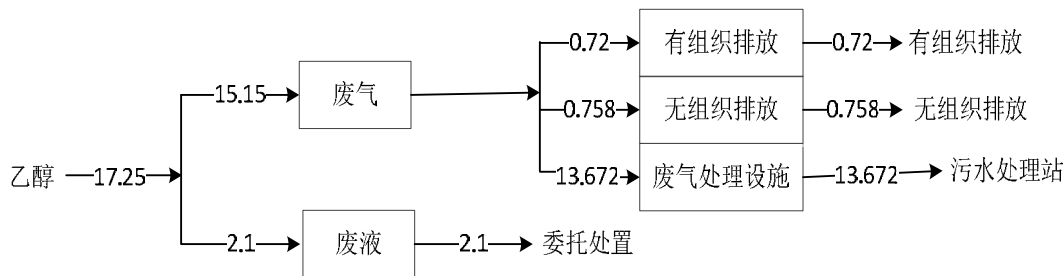 0.72
有组织排放
0.72
有组织排放
15.15
废气
0.758
无组织排放
0.758
无组织排放
乙醇
17.25
13.672
废气处理设施
13.672
污水处理站
2.1
废液
2.1
委托处置